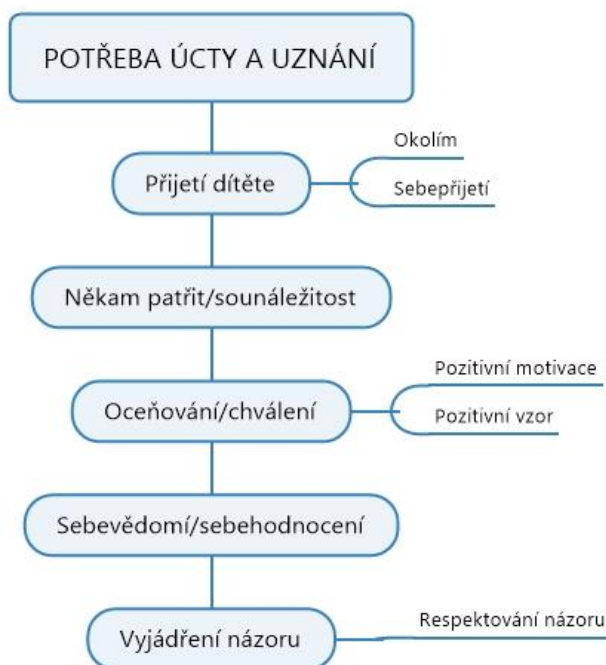 POTŘEBA ÚCTY A UZNÁNÍ
Přijetí dítěte
Okolím
Sebepřijetí
Někam patřit/sounáležitost
Oceňování/chválení
Pozitivní motivace
Pozitivní vzor
Sebevědomí/sebehodnocení
Vyjádření názoru
Respektování názoru